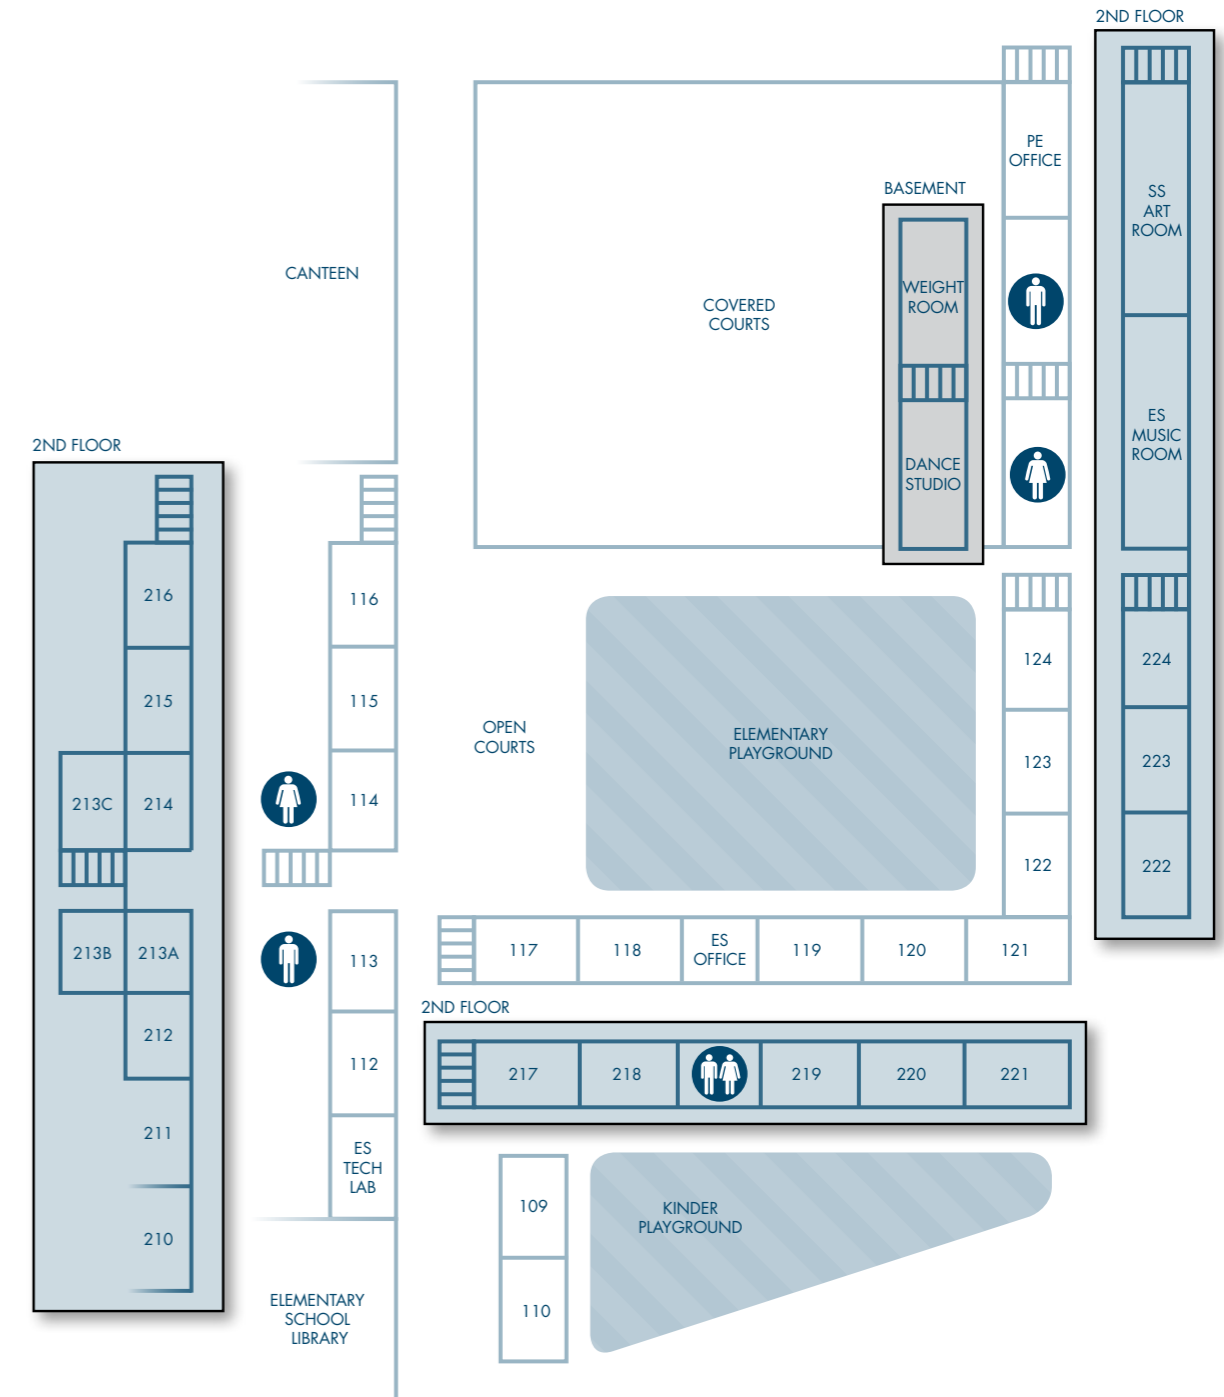 2ND FLOOR
PE
OFFICE
SS
ART
ROOM
BASEMENT
CANTEEN
WEIGHT
ROOM
COVERED
COURTS
ES
MUSIC
ROOM
2ND FLOOR
DANCE
STUDIO
216
116
124
224
215
115
OPEN
COURTS
ELEMENTARY
PLAYGROUND
123
223
213C
214
114
122
222
213B
213A
113
117
118
ES
OFFICE
119
120
121
2ND FLOOR
212
112
217
218
219
220
221
211
ES
TECH
LAB
109
KINDER
PLAYGROUND
210
ELEMENTARY
SCHOOL
LIBRARY
110